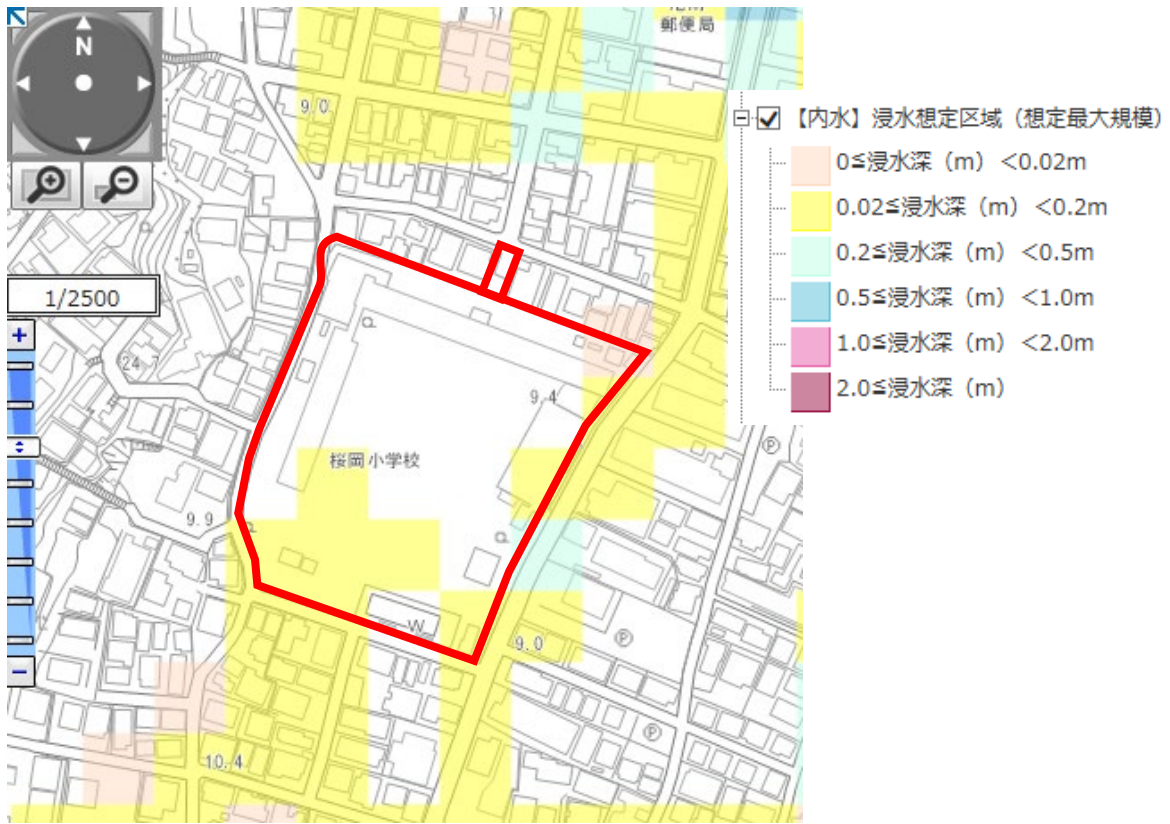 N
郵便局
9.0
1/2500
+
24.7
9.4
桜岡小学校
9.9
W
9.0
P
P
P
10.4
−
【内水】浸水想定区域（想定最大規模）
0≦浸水深（m）＜0.02m
0.02≦浸水深（m）＜0.2m
0.2≦浸水深（m）＜0.5m
0.5≦浸水深（m）＜1.0m
1.0≦浸水深（m）＜2.0m
2.0≦浸水深（m）